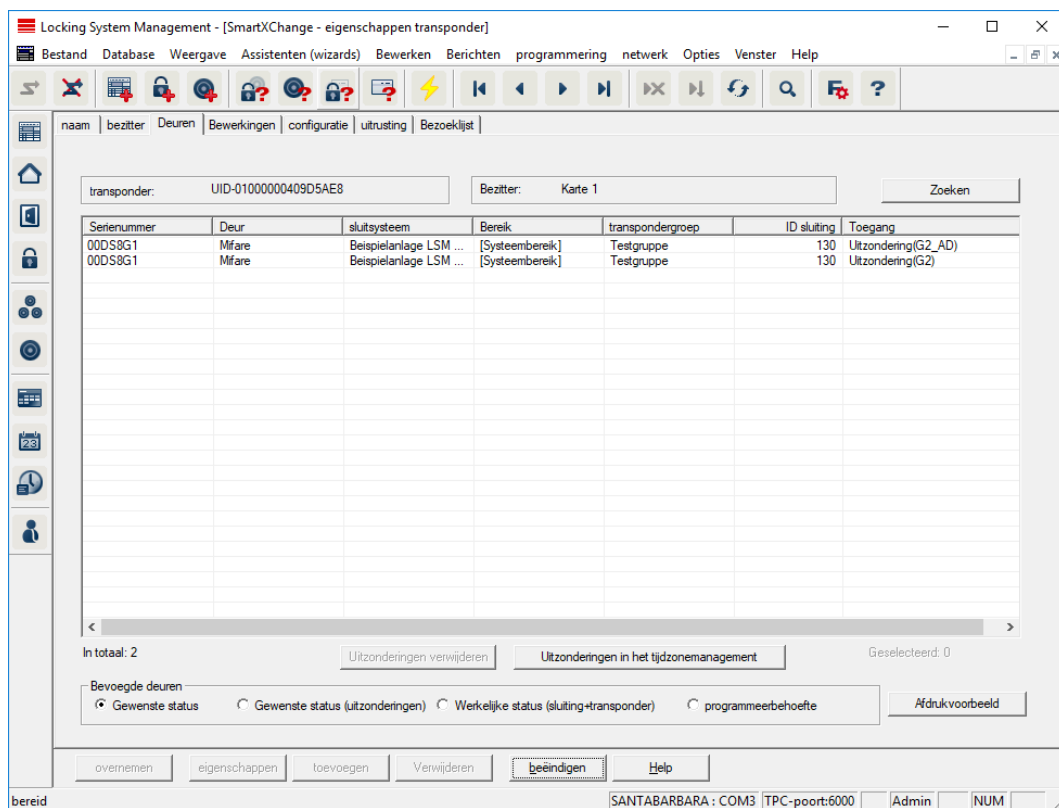 Locking System Management - [SmartXChange - eigenschappen transponder]
Bestand Database Weergave Assistenten (wizards) Bewerken Berichten programmering netwerk Opties Venster Help
naam bezitter Deuren Bewerkingen configuratie uitrusting Bezoeklijst
transponder: UID-01000000409D5AE8 Bezitter: Karte 1 Zoeken
Serienummer Deur sluitsysteem Bereik transpondergroep ID sluiting Toegang
00DS8G1 Mifare Beispielanlage LSM ... [Systeembereik] Testgruppe 130 Uitzondering(G2_AD)
00DS8G1 Mifare Beispielanlage LSM ... [Systeembereik] Testgruppe 130 Uitzondering(G2)
In totaal: 2 Uitzonderingen verwijderen Uitzonderingen in het tijdzonemanagement Geselecteerd: 0
Bevoegde deuren
Gewenste status Gewenste status (uitzonderingen) Werkelijke status (sluiting+transponder) programmeerbehoefte Afdrukvoorbeeld
overnemen eigenschappen toevoegen Verwijderen beëindigen Help
bereid SANTABARBARA : COM3 TPC-poort:6000 Admin NUM